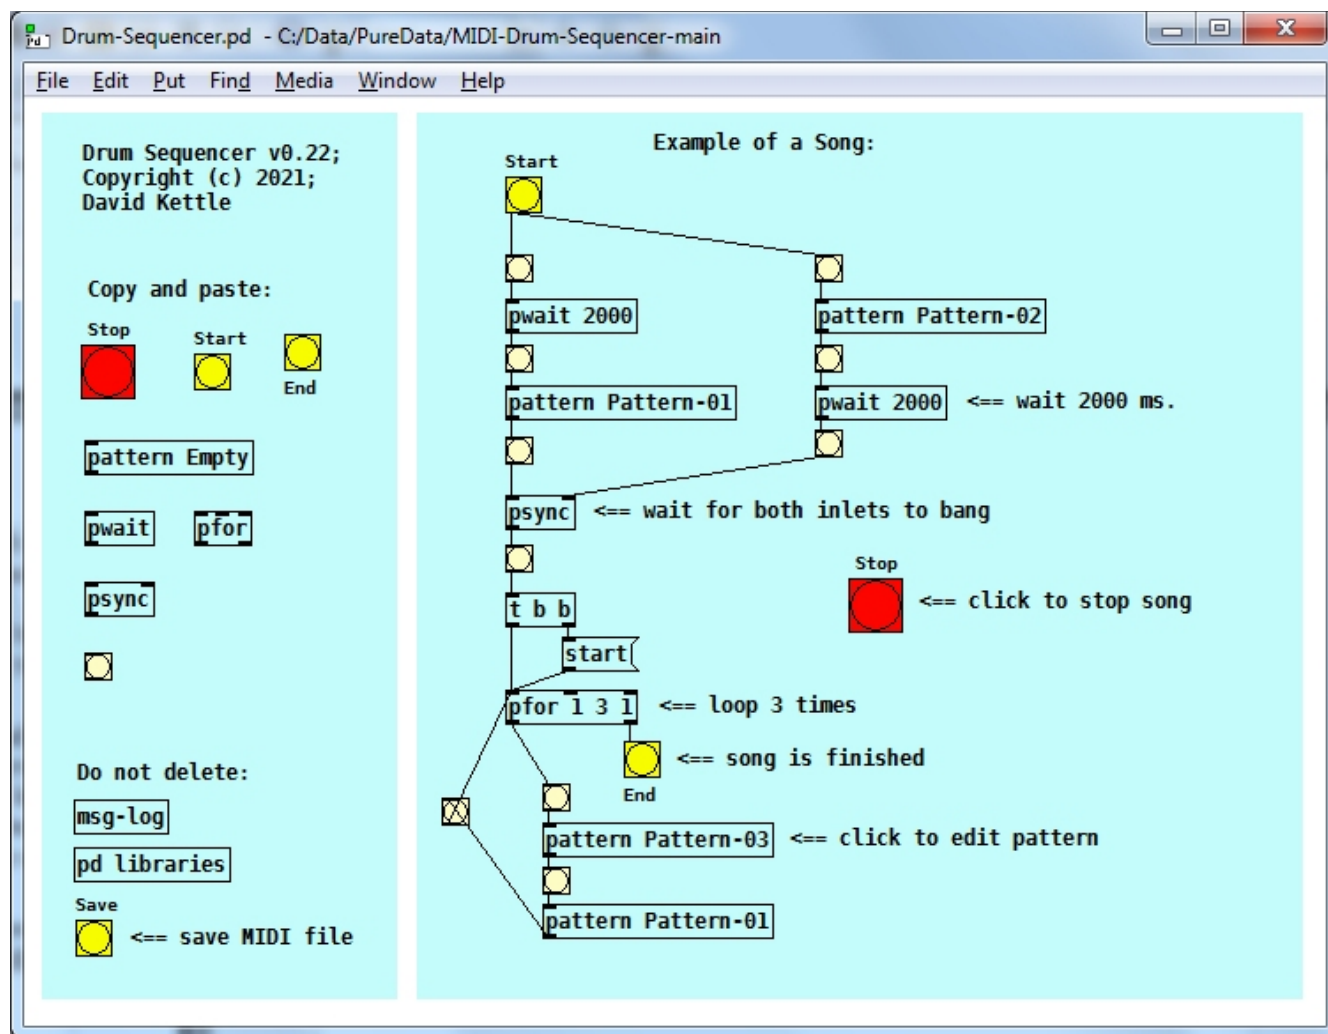 Drum-Sequencer.pd - C:/Data/PureData/MIDI-Drum-Sequencer-main
File Edit Put Find Media Window Help
Drum Sequencer v0.22;
Copyright (c) 2021;
David Kettle
Copy and paste:
Stop
Start
End
pattern Empty
pwait
pfor
psync
Do not delete:
msg-log
pd libraries
Save
<== save MIDI file
Example of a Song:
Start
pwait 2000
pattern Pattern-02
pattern Pattern-01
pwait 2000
<== wait 2000 ms.
psync
<== wait for both inlets to bang
Stop
<== click to stop song
t b b
start
pfor 1 3 1
<== loop 3 times
<== song is finished
End
pattern Pattern-03
<== click to edit pattern
pattern Pattern-01